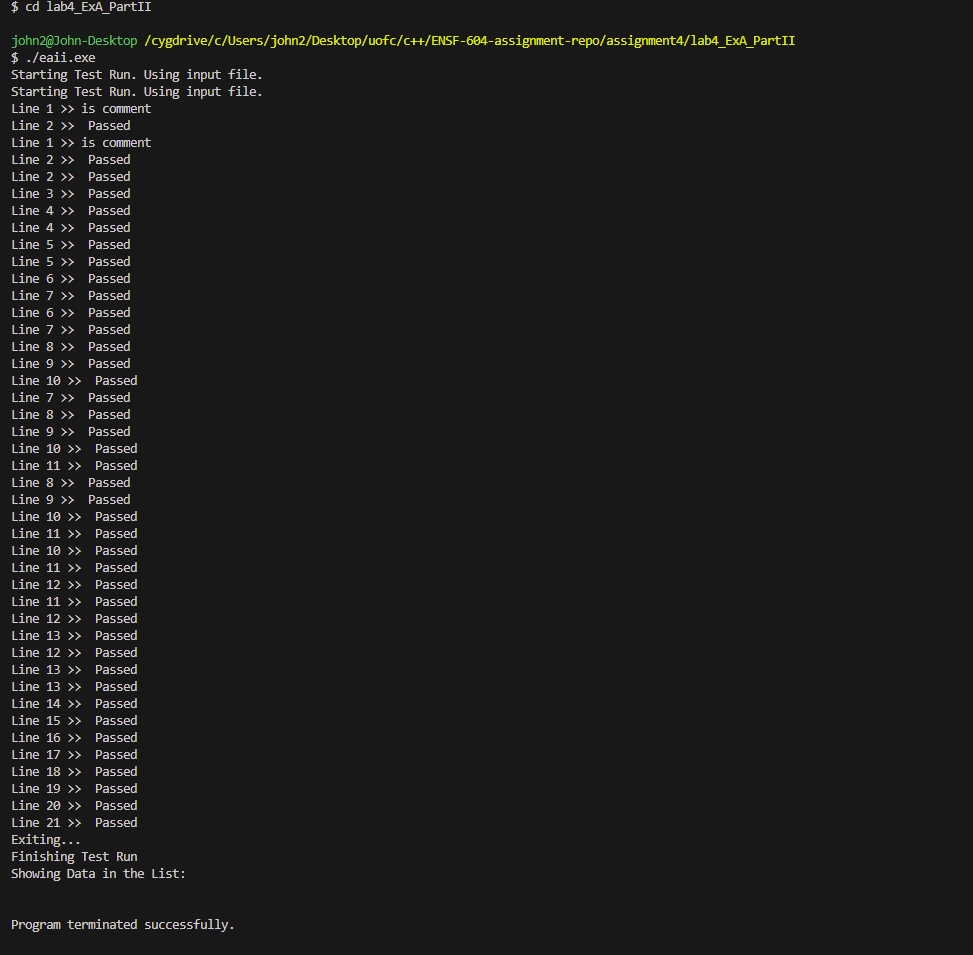 $ cd lab4_ExA_PartII
john2@John-Desktop /cygdrive/c/Users/john2/Desktop/uofc/c++/ENSF-604-assignment-repo/assignment4/lab4_ExA_PartII
$ ./eaii.exe
Starting Test Run. Using input file.
Starting Test Run. Using input file.
Line 1 >> is comment
Line 2 >>  Passed
Line 1 >> is comment
Line 2 >>  Passed
Line 2 >>  Passed
Line 3 >>  Passed
Line 4 >>  Passed
Line 4 >>  Passed
Line 5 >>  Passed
Line 5 >>  Passed
Line 6 >>  Passed
Line 7 >>  Passed
Line 6 >>  Passed
Line 7 >>  Passed
Line 8 >>  Passed
Line 9 >>  Passed
Line 10 >>  Passed
Line 7 >>  Passed
Line 8 >>  Passed
Line 9 >>  Passed
Line 10 >>  Passed
Line 11 >>  Passed
Line 8 >>  Passed
Line 9 >>  Passed
Line 10 >>  Passed
Line 11 >>  Passed
Line 10 >>  Passed
Line 11 >>  Passed
Line 12 >>  Passed
Line 11 >>  Passed
Line 12 >>  Passed
Line 13 >>  Passed
Line 12 >>  Passed
Line 13 >>  Passed
Line 13 >>  Passed
Line 14 >>  Passed
Line 15 >>  Passed
Line 16 >>  Passed
Line 17 >>  Passed
Line 18 >>  Passed
Line 19 >>  Passed
Line 20 >>  Passed
Line 21 >>  Passed
Exiting...
Finishing Test Run
Showing Data in the List:
Program terminated successfully.